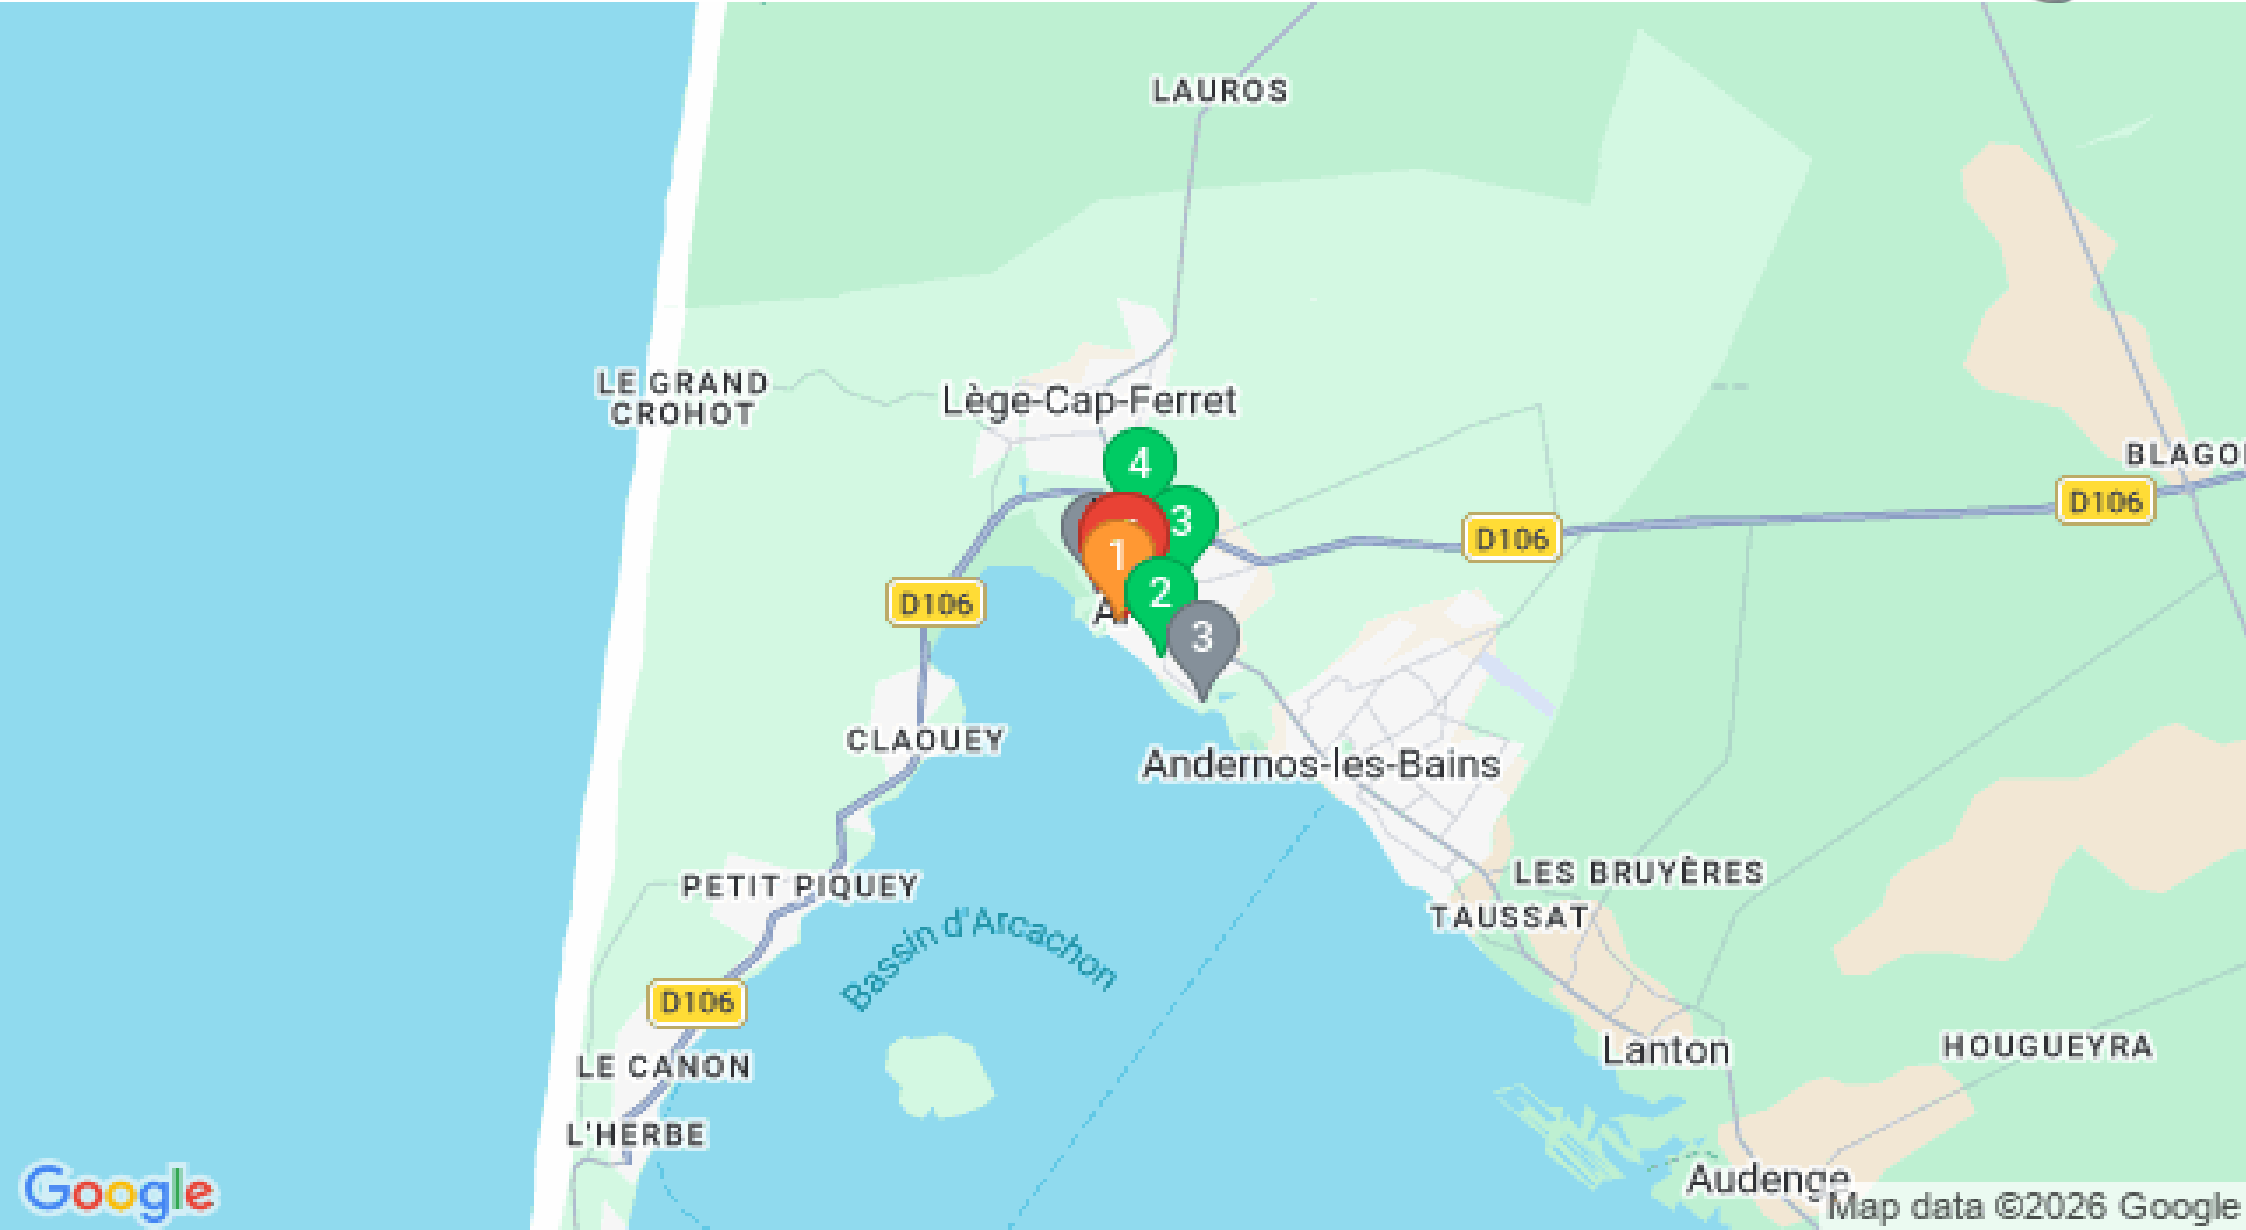 LAUROS
LE GRAND
CROHOT
Lège-Cap-Ferret
BLAGO
4
D106
3
D106
1
D106
2
3
CLAOUEY
Andernos-les-Bains
LES BRUYÈRES
PETIT PIQUEY
TAUSSAT
Bassin d'Arcachon
D106
Lanton
HOUGUEYRA
LE CANON
L'HERBE
Audenge
Google
Map data ©2026 Google